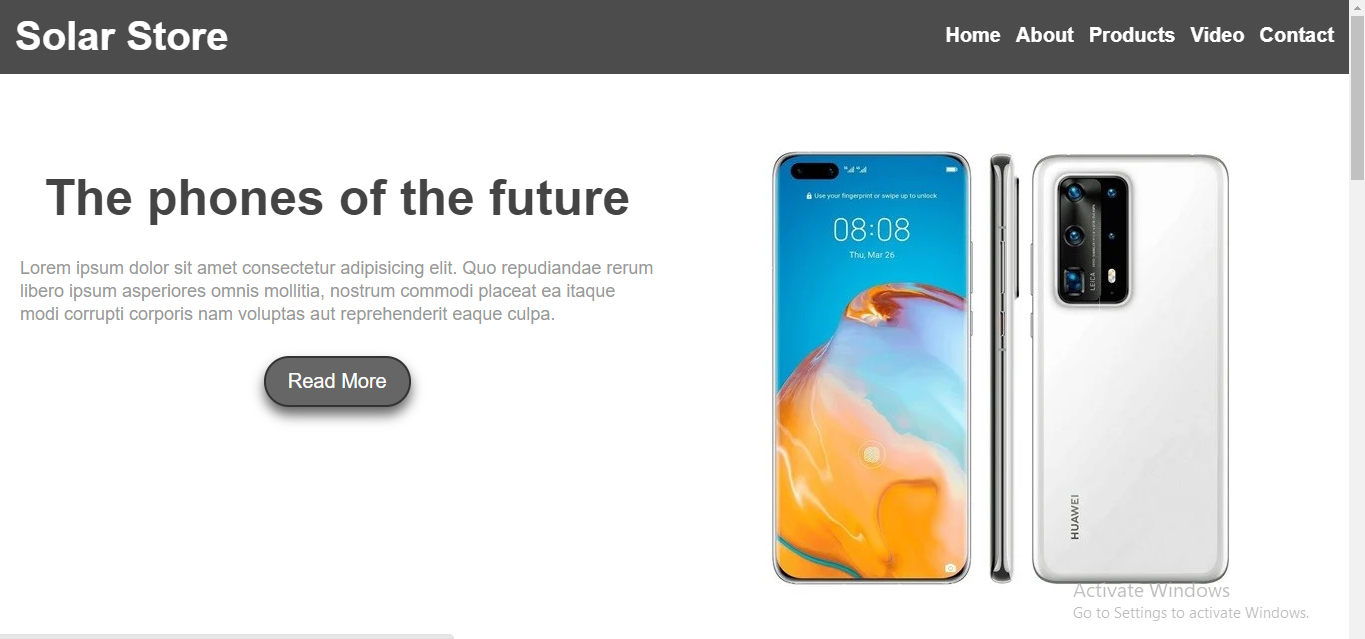 Solar Store
Home About Products Video Contact
The phones of the future
Lorem ipsum dolor sit amet consectetur adipisicing elit. Quo repudiandae rerum
libero ipsum asperiores omnis mollitia, nostrum commodi placeat ea itaque
modi corrupti corporis nam voluptas aut reprehenderit eaque culpa.
Read More
Use your fingerprint or swipe up to unlock
08:08
Thu, Mar 26
LEICA
HUAWEI
Activate Windows
Go to Settings to activate Windows.